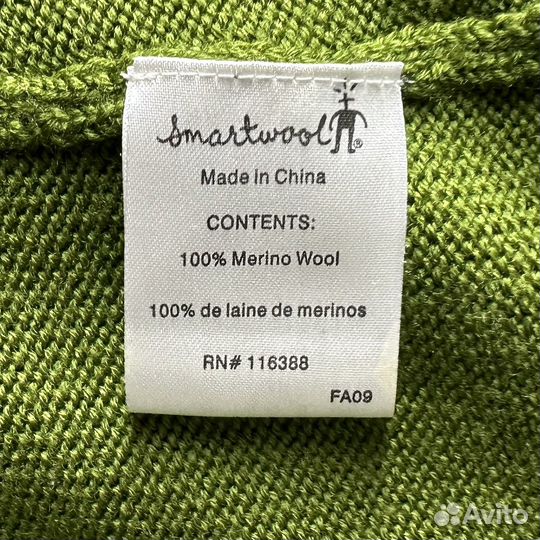 Smartwool®
Made in China
CONTENTS:
100% Merino Wool
100% de laine de merinos
RN# 116388
FA09
Avito